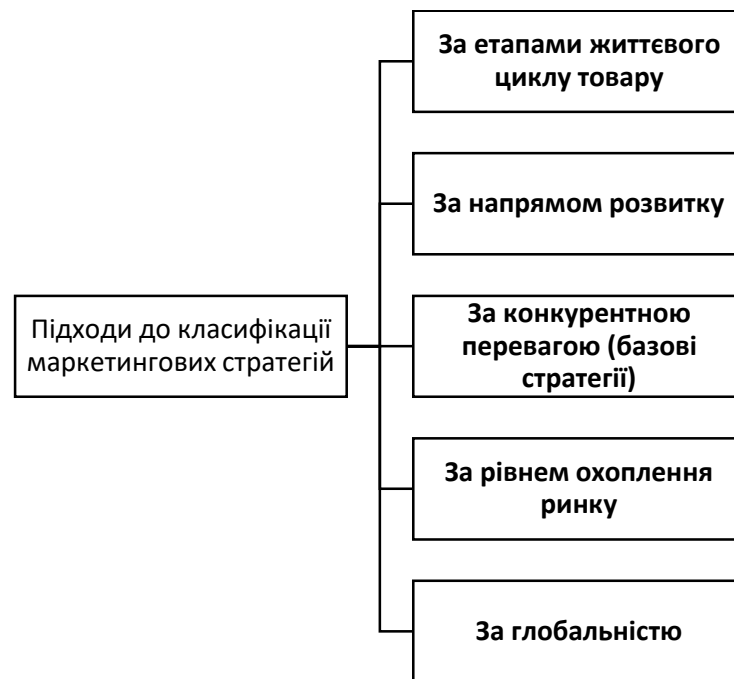 За етапами життєвого
циклу товару
За напрямом розвитку
Підходи до класифікації
маркетингових стратегій
За конкурентною
перевагою (базові
стратегії)
За рівнем охоплення
ринку
За глобальністю